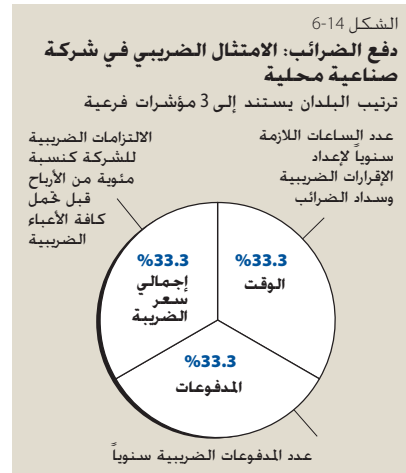 الشكل 14-6
دفع الضرائب: الامتثال الضريبي في شركة
صناعية محلية
ترتيب البلدان يستند إلى 3 مؤشرات فرعية
عدد الساعات اللازمة
سنوياً لإعداد
الإقرارات الضريبية
وسداد الضرائب
الالتزامات الضريبية
للشركة كنسبة
مئوية من الأرباح
قبل تحمل
كافة الأعباء
الضريبية
%33.3
الوقت
%33.3
إجمالي
سعر
الضريبة
%33.3
المدفوعات
عدد المدفوعات الضريبية سنوياً